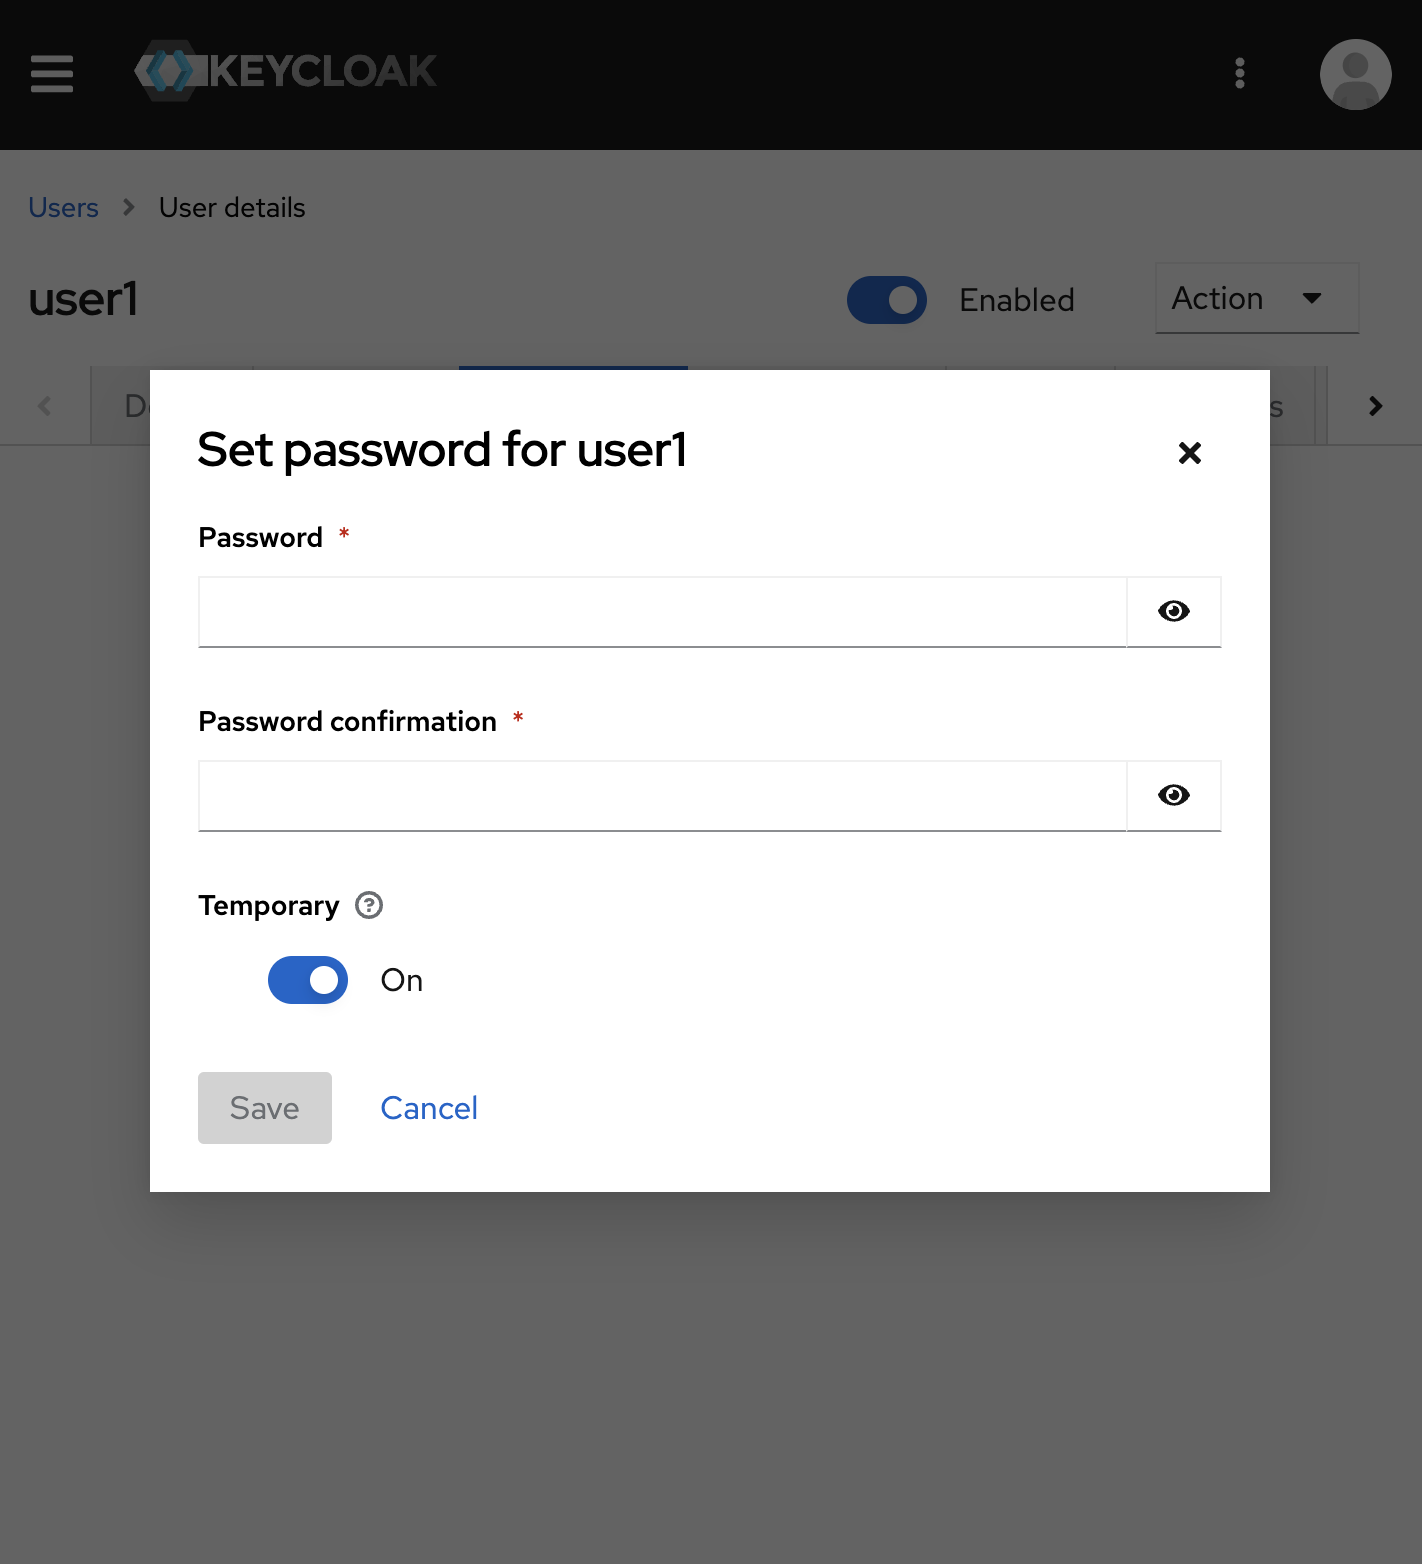 KEYCLOAK
Users > User details
user1 Enabled Action
Set password for user1
Password *
Password confirmation *
Temporary ?
On
Save Cancel